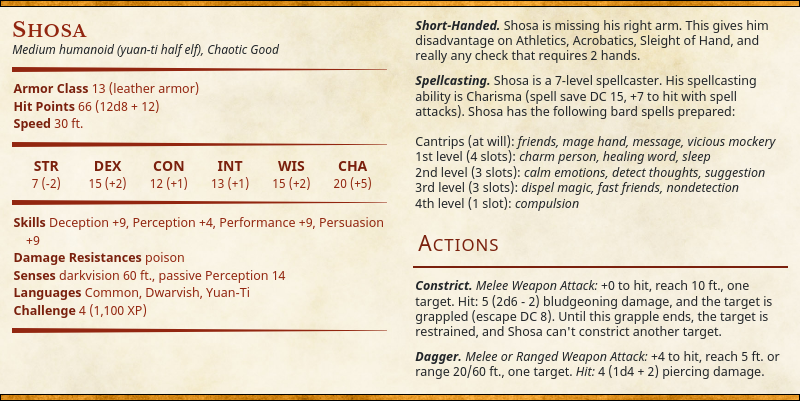 Shosa
Medium humanoid (yuan-ti half elf), Chaotic Good
Armor Class 13 (leather armor)
Hit Points 66 (12d8 + 12)
Speed 30 ft.
STR DEX CON INT WIS CHA
7 (-2) 15 (+2) 12 (+1) 13 (+1) 15 (+2) 20 (+5)
Skills Deception +9, Perception +4, Performance +9, Persuasion
+9
Damage Resistances poison
Senses darkvision 60 ft., passive Perception 14
Languages Common, Dwarvish, Yuan-Ti
Challenge 4 (1,100 XP)
Short-Handed. Shosa is missing his right arm. This gives him
disadvantage on Athletics, Acrobatics, Sleight of Hand, and
really any check that requires 2 hands.
Spellcasting. Shosa is a 7-level spellcaster. His spellcasting
ability is Charisma (spell save DC 15, +7 to hit with spell
attacks). Shosa has the following bard spells prepared:
Cantrips (at will): friends, mage hand, message, vicious mockery
1st level (4 slots): charm person, healing word, sleep
2nd level (3 slots): calm emotions, detect thoughts, suggestion
3rd level (3 slots): dispel magic, fast friends, nondetection
4th level (1 slot): compulsion
Actions
Constrict. Melee Weapon Attack: +0 to hit, reach 10 ft., one
target. Hit: 5 (2d6 - 2) bludgeoning damage, and the target is
grappled (escape DC 8). Until this grapple ends, the target is
restrained, and Shosa can't constrict another target.
Dagger. Melee or Ranged Weapon Attack: +4 to hit, reach 5 ft. or
range 20/60 ft., one target. Hit: 4 (1d4 + 2) piercing damage.